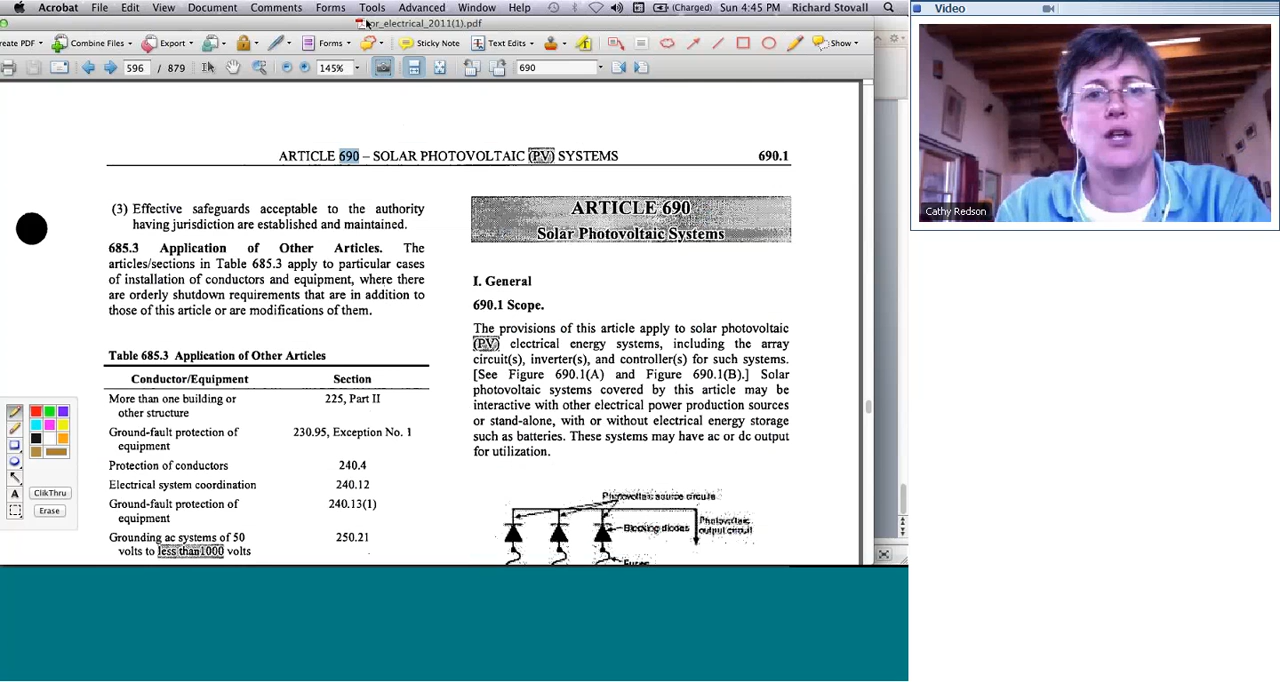 Acrobat File Edit View Document Comments Forms Tools Advanced Window Help (Charged) Sun 4:45 PM Richard Stovall
or_electrical_2011(1).pdf
reate PDF Combine Files Export Forms Sticky Note Text Edits Show
596 / 879 145% 690
ARTICLE 690 – SOLAR PHOTOVOLTAIC (PV) SYSTEMS 690.1
(3) Effective safeguards acceptable to the authority
having jurisdiction are established and maintained.
685.3 Application of Other Articles. The
articles/sections in Table 685.3 apply to particular cases
of installation of conductors and equipment, where there
are orderly shutdown requirements that are in addition to
those of this article or are modifications of them.
Table 685.3 Application of Other Articles
Conductor/Equipment Section
More than one building or 225, Part II
other structure
Ground-fault protection of 230.95, Exception No. 1
equipment
Protection of conductors 240.4
Electrical system coordination 240.12
Ground-fault protection of 240.13(1)
equipment
Grounding ac systems of 50 250.21
volts to less than1000 volts
ARTICLE 690
Solar Photovoltaic Systems
I. General
690.1 Scope.
The provisions of this article apply to solar photovoltaic
(PV) electrical energy systems, including the array
circuit(s), inverter(s), and controller(s) for such systems.
[See Figure 690.1(A) and Figure 690.1(B).] Solar
photovoltaic systems covered by this article may be
interactive with other electrical power production sources
or stand-alone, with or without electrical energy storage
such as batteries. These systems may have ac or dc output
for utilization.
Photovoltaic source circuits
Blocking diodes
Photovoltaic
output circuit
Fuses
A
ClikThru
Erase
Video
Cathy Redson